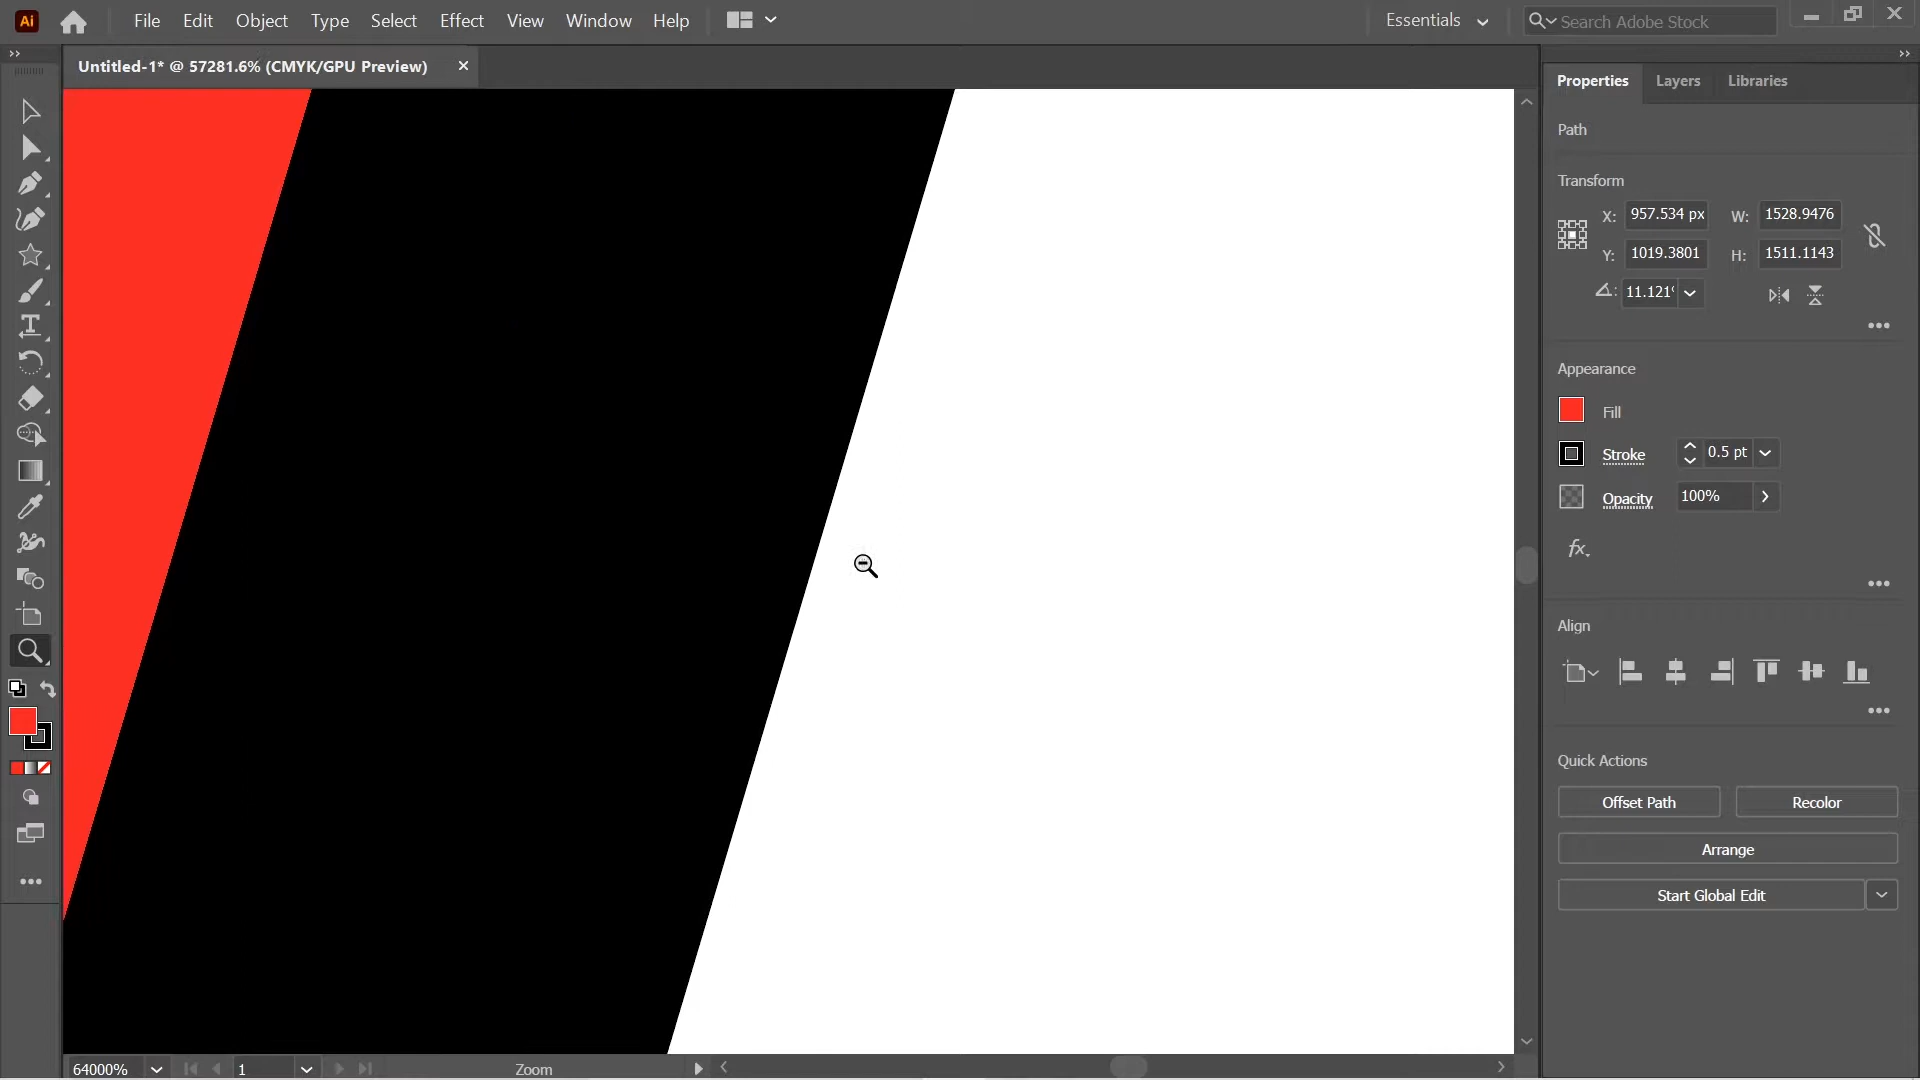 Ai File Edit Object Type Select Effect View Window Help Essentials Search Adobe Stock
Untitled-1* @ 57281.6% (CMYK/GPU Preview)
Properties Layers Libraries
Path
Transform
X: 957.534 px W: 1528.9476
Y: 1019.3801 H: 1511.1143
11.121°
Appearance
Fill
Stroke 0.5 pt
Opacity 100%
fx
Align
Quick Actions
Offset Path Recolor
Arrange
Start Global Edit
64000% 1 Zoom